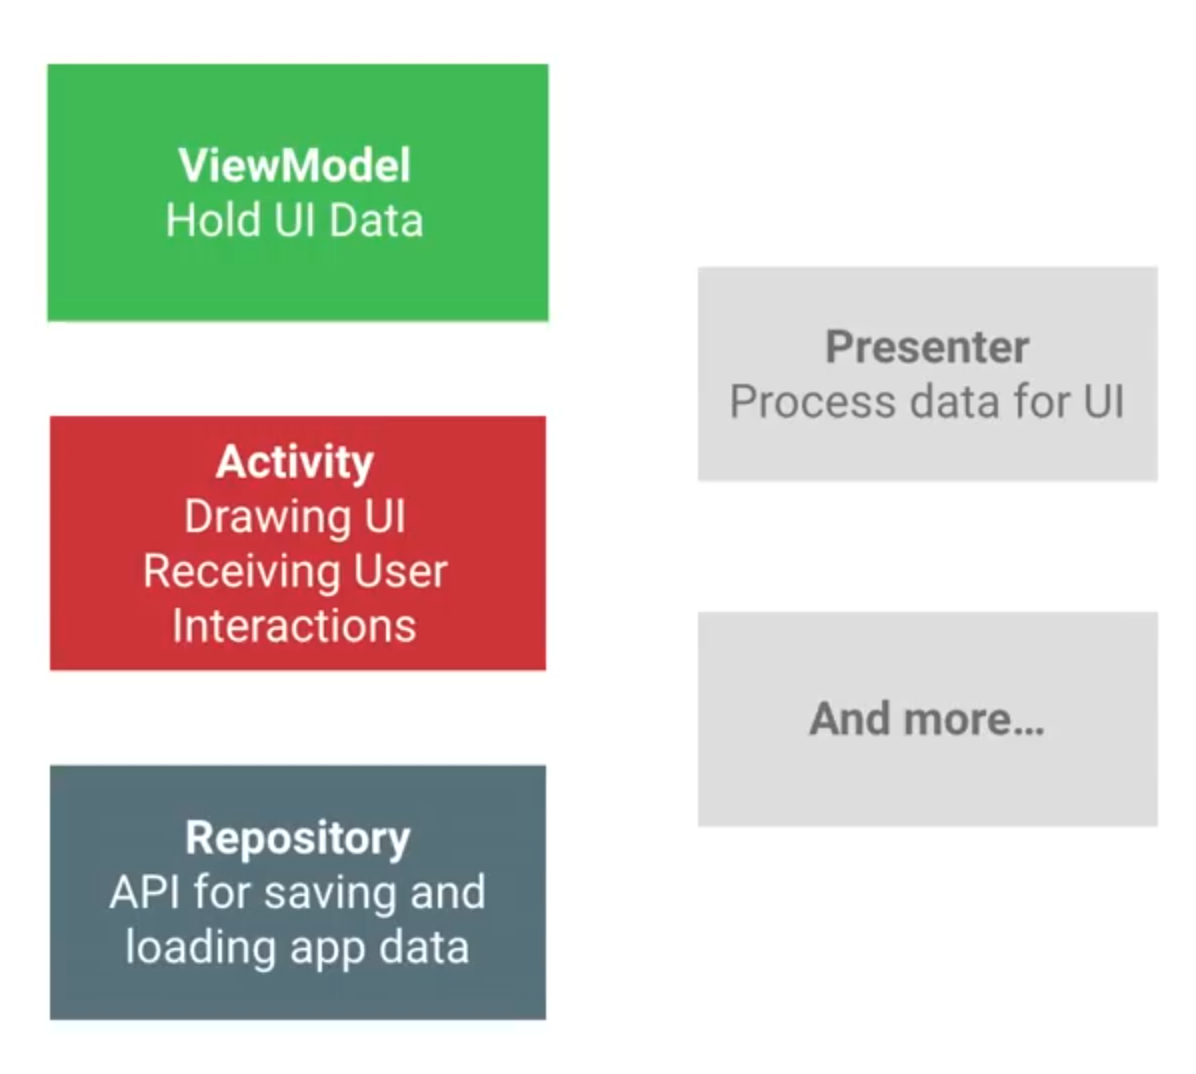 ViewModel
Hold UI Data
Activity
Drawing UI
Receiving User
Interactions
Repository
API for saving and
loading app data
Presenter
Process data for UI
And more...